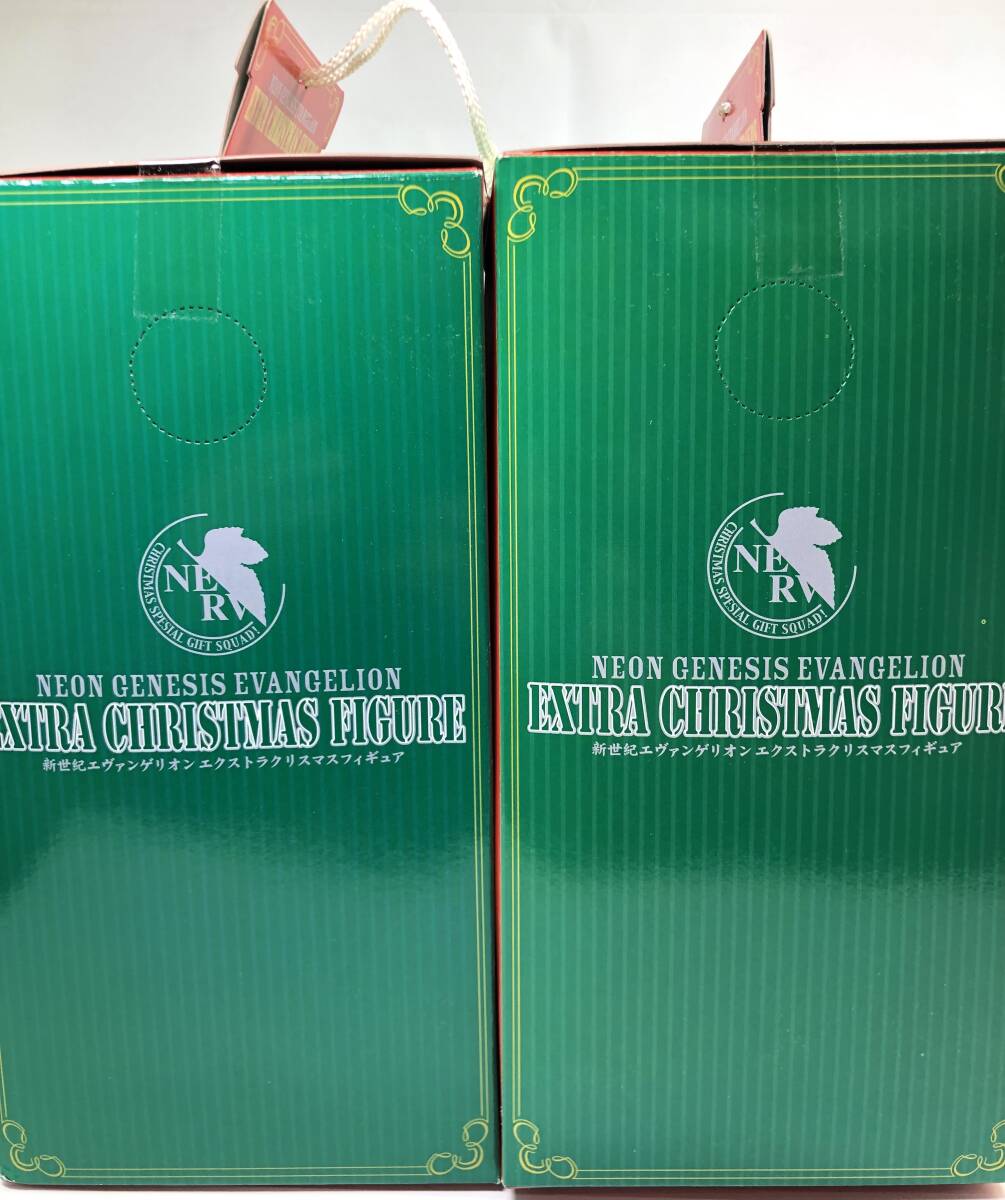 NERV
CHRISTMAS SPESIAL GIFT SQUAD!
NEON GENESIS EVANGELION
EXTRA CHRISTMAS FIGURE
新世紀エヴァンゲリオン エクストラクリスマスフィギュア
NERV
CHRISTMAS SPESIAL GIFT SQUAD!
NEON GENESIS EVANGELION
EXTRA CHRISTMAS FIGURE
新世紀エヴァンゲリオン エクストラクリスマスフィギュア